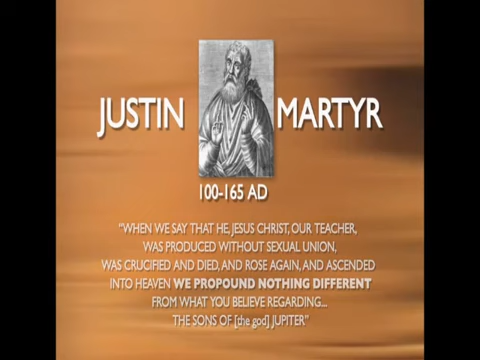 JUSTIN MARTYR
100-165 AD
"WHEN WE SAY THAT HE, JESUS CHRIST, OUR TEACHER,
WAS PRODUCED WITHOUT SEXUAL UNION,
WAS CRUCIFIED AND DIED, AND ROSE AGAIN, AND ASCENDED
INTO HEAVEN WE PROPOUND NOTHING DIFFERENT
FROM WHAT YOU BELIEVE REGARDING...
THE SONS OF [the god] JUPITER"